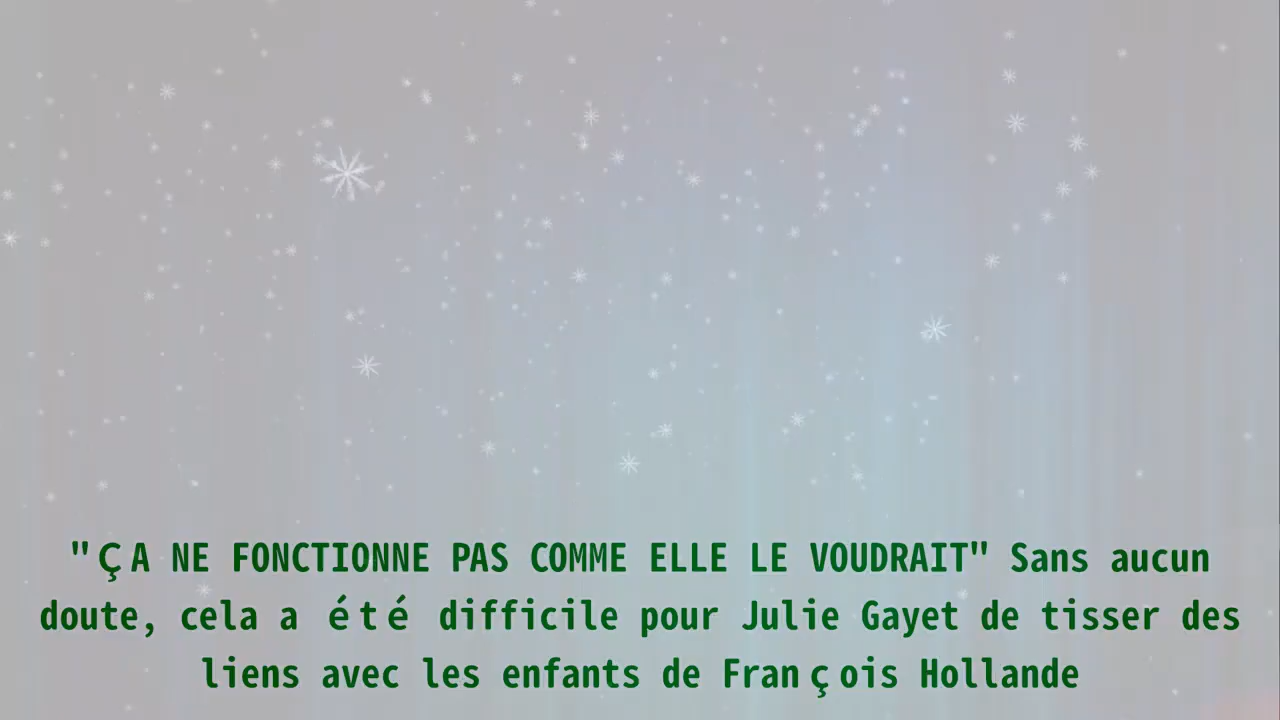 "ÇA NE FONCTIONNE PAS COMME ELLE LE VOUDRAIT" Sans aucun
doute, cela a été difficile pour Julie Gayet de tisser des
liens avec les enfants de François Hollande